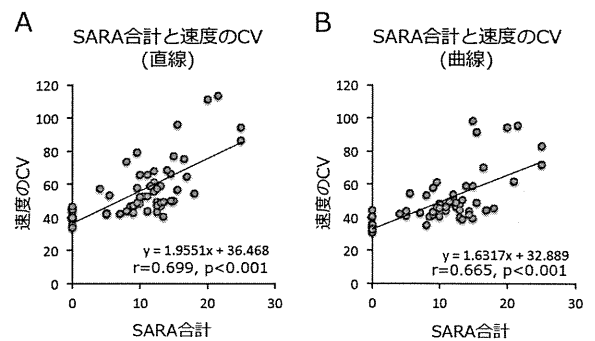 A
SARA合計と速度のCV
(直線)
120
100
80
60
40
20
0
速度のCV
y = 1.9551x + 36.468
r=0.699, p<0.001
0 10 20 30
SARA合計
B
SARA合計と速度のCV
(曲線)
120
100
80
60
40
20
0
速度のCV
y = 1.6317x + 32.889
r=0.665, p<0.001
0 10 20 30
SARA合計